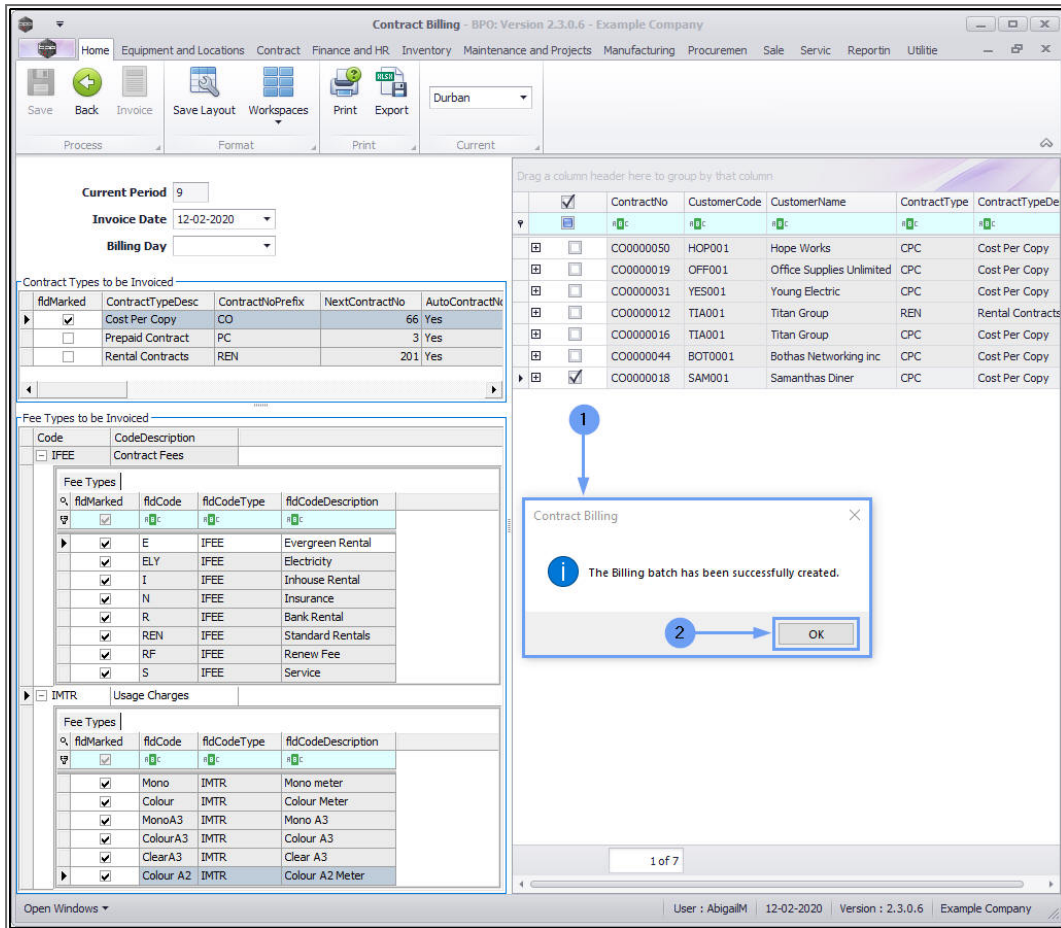 Contract Billing - BPO: Version 2.3.0.6 - Example Company
Home Equipment and Locations Contract Finance and HR Inventory Maintenance and Projects Manufacturing Procuremen Sale Servic Reportin Utilitie
Save Back Invoice Save Layout Workspaces Print Export Durban
Process Format Print Current
Current Period 9
Invoice Date 12-02-2020
Billing Day
Contract Types to be Invoiced
fldMarked ContractTypeDesc ContractNoPrefix NextContractNo AutoContractNo
Cost Per Copy CO 66 Yes
Prepaid Contract PC 3 Yes
Rental Contracts REN 201 Yes
Fee Types to be Invoiced
Code CodeDescription
IFEE Contract Fees
Fee Types
fldMarked fldCode fldCodeType fldCodeDescription
E IFEE Evergreen Rental
ELY IFEE Electricity
I IFEE Inhouse Rental
N IFEE Insurance
R IFEE Bank Rental
REN IFEE Standard Rentals
RF IFEE Renew Fee
S IFEE Service
IMTR Usage Charges
Fee Types
fldMarked fldCode fldCodeType fldCodeDescription
Mono IMTR Mono meter
Colour IMTR Colour Meter
MonoA3 IMTR Mono A3
ColourA3 IMTR Colour A3
ClearA3 IMTR Clear A3
Colour A2 IMTR Colour A2 Meter
Drag a column header here to group by that column
ContractNo CustomerCode CustomerName ContractType ContractTypeDe
CO0000050 HOP001 Hope Works CPC Cost Per Copy
CO0000019 OFF001 Office Supplies Unlimited CPC Cost Per Copy
CO0000031 YES001 Young Electric CPC Cost Per Copy
CO0000012 TIA001 Titan Group REN Rental Contracts
CO0000016 TIA001 Titan Group CPC Cost Per Copy
CO0000044 BOT0001 Bothas Networking inc CPC Cost Per Copy
CO0000018 SAM001 Samanthas Diner CPC Cost Per Copy
1
Contract Billing
The Billing batch has been successfully created.
2
OK
1 of 7
Open Windows User : AbigailM 12-02-2020 Version : 2.3.0.6 Example Company